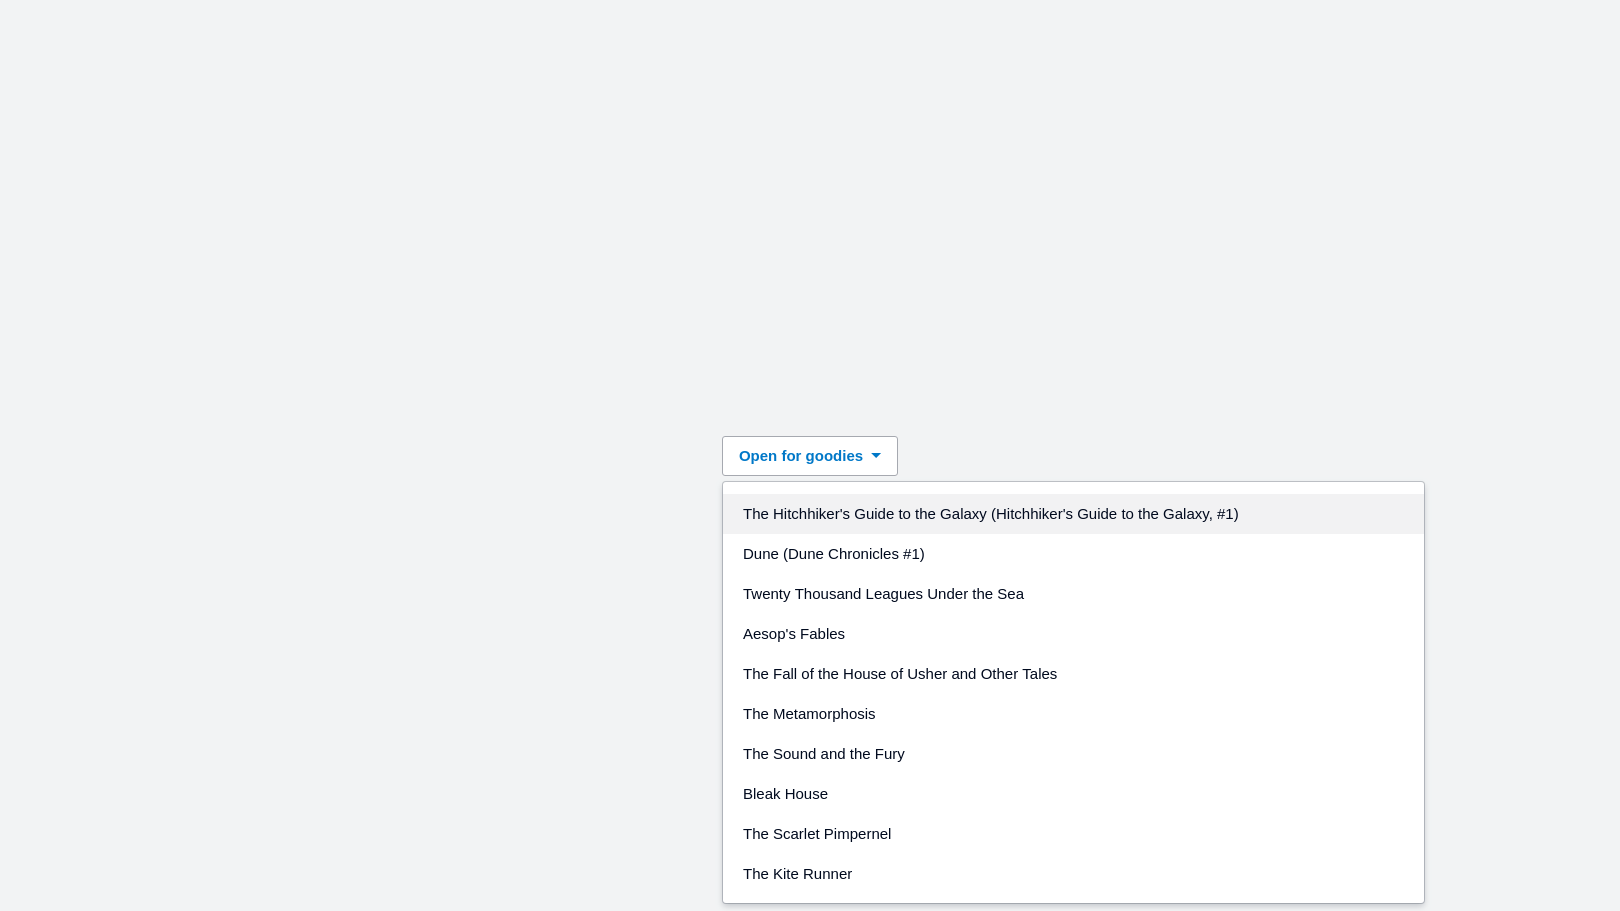 Open for goodies
The Hitchhiker's Guide to the Galaxy (Hitchhiker's Guide to the Galaxy, #1)
Dune (Dune Chronicles #1)
Twenty Thousand Leagues Under the Sea
Aesop's Fables
The Fall of the House of Usher and Other Tales
The Metamorphosis
The Sound and the Fury
Bleak House
The Scarlet Pimpernel
The Kite Runner